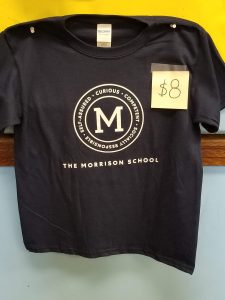 $8
SELF-ASSURED • CURIOUS • COMPETENT • SOCIALLY RESPONSIBLE •
M
THE MORRISON SCHOOL